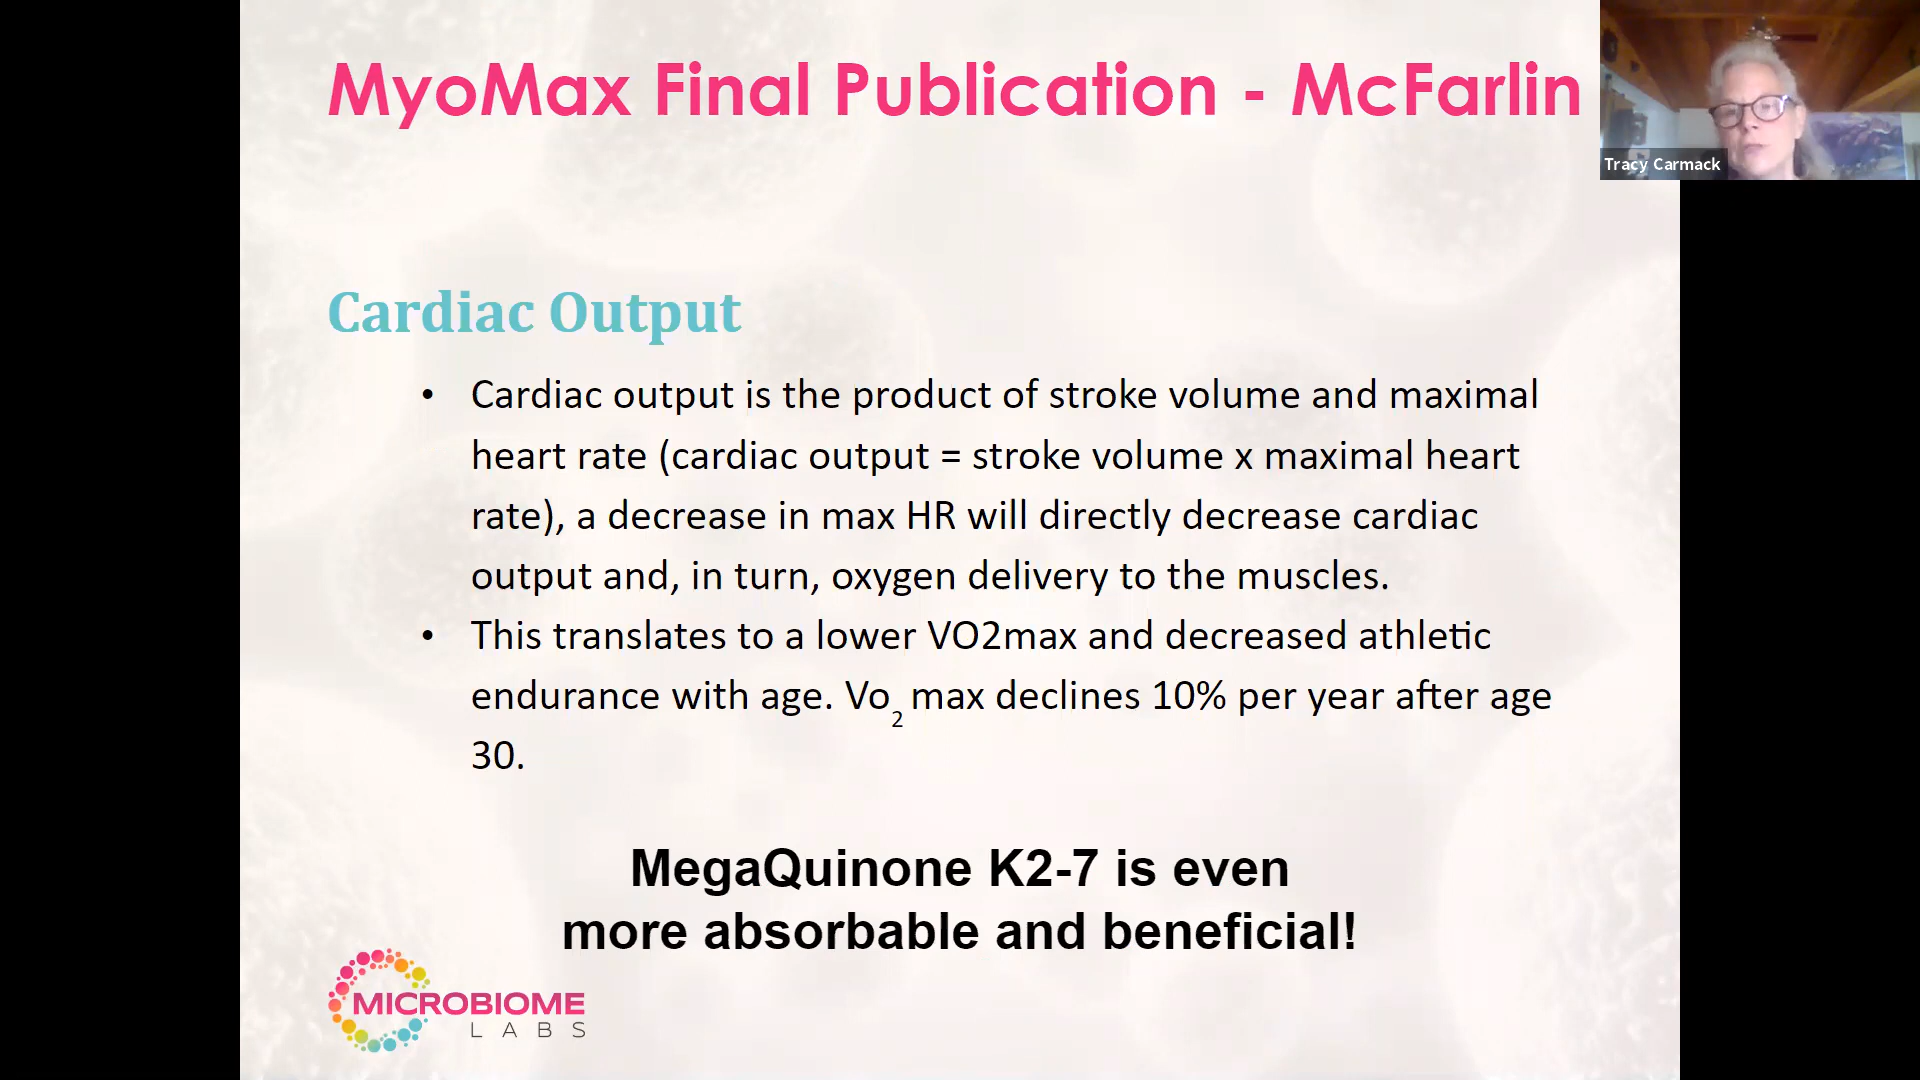 MyoMax Final Publication - McFarlin
Tracy Carmack
Cardiac Output
• Cardiac output is the product of stroke volume and maximal
heart rate (cardiac output = stroke volume x maximal heart
rate), a decrease in max HR will directly decrease cardiac
output and, in turn, oxygen delivery to the muscles.
• This translates to a lower VO2max and decreased athletic
endurance with age. Vo₂ max declines 10% per year after age
30.
MegaQuinone K2-7 is even
more absorbable and beneficial!
MICROBIOME
LABS